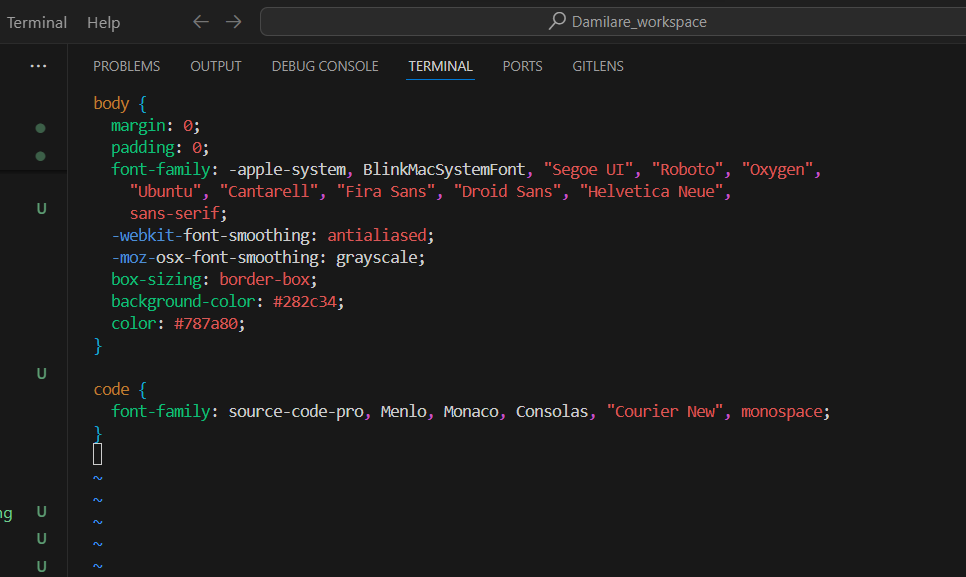 Terminal Help Damilare_workspace
... PROBLEMS OUTPUT DEBUG CONSOLE TERMINAL PORTS GITLENS
body {
  margin: 0;
  padding: 0;
  font-family: -apple-system, BlinkMacSystemFont, "Segoe UI", "Roboto", "Oxygen",
    "Ubuntu", "Cantarell", "Fira Sans", "Droid Sans", "Helvetica Neue",
    sans-serif;
  -webkit-font-smoothing: antialiased;
  -moz-osx-font-smoothing: grayscale;
  box-sizing: border-box;
  background-color: #282c34;
  color: #787a80;
}
U
code {
  font-family: source-code-pro, Menlo, Monaco, Consolas, "Courier New", monospace;
}
~
~
~
~
~
U
U
ng U
U
U